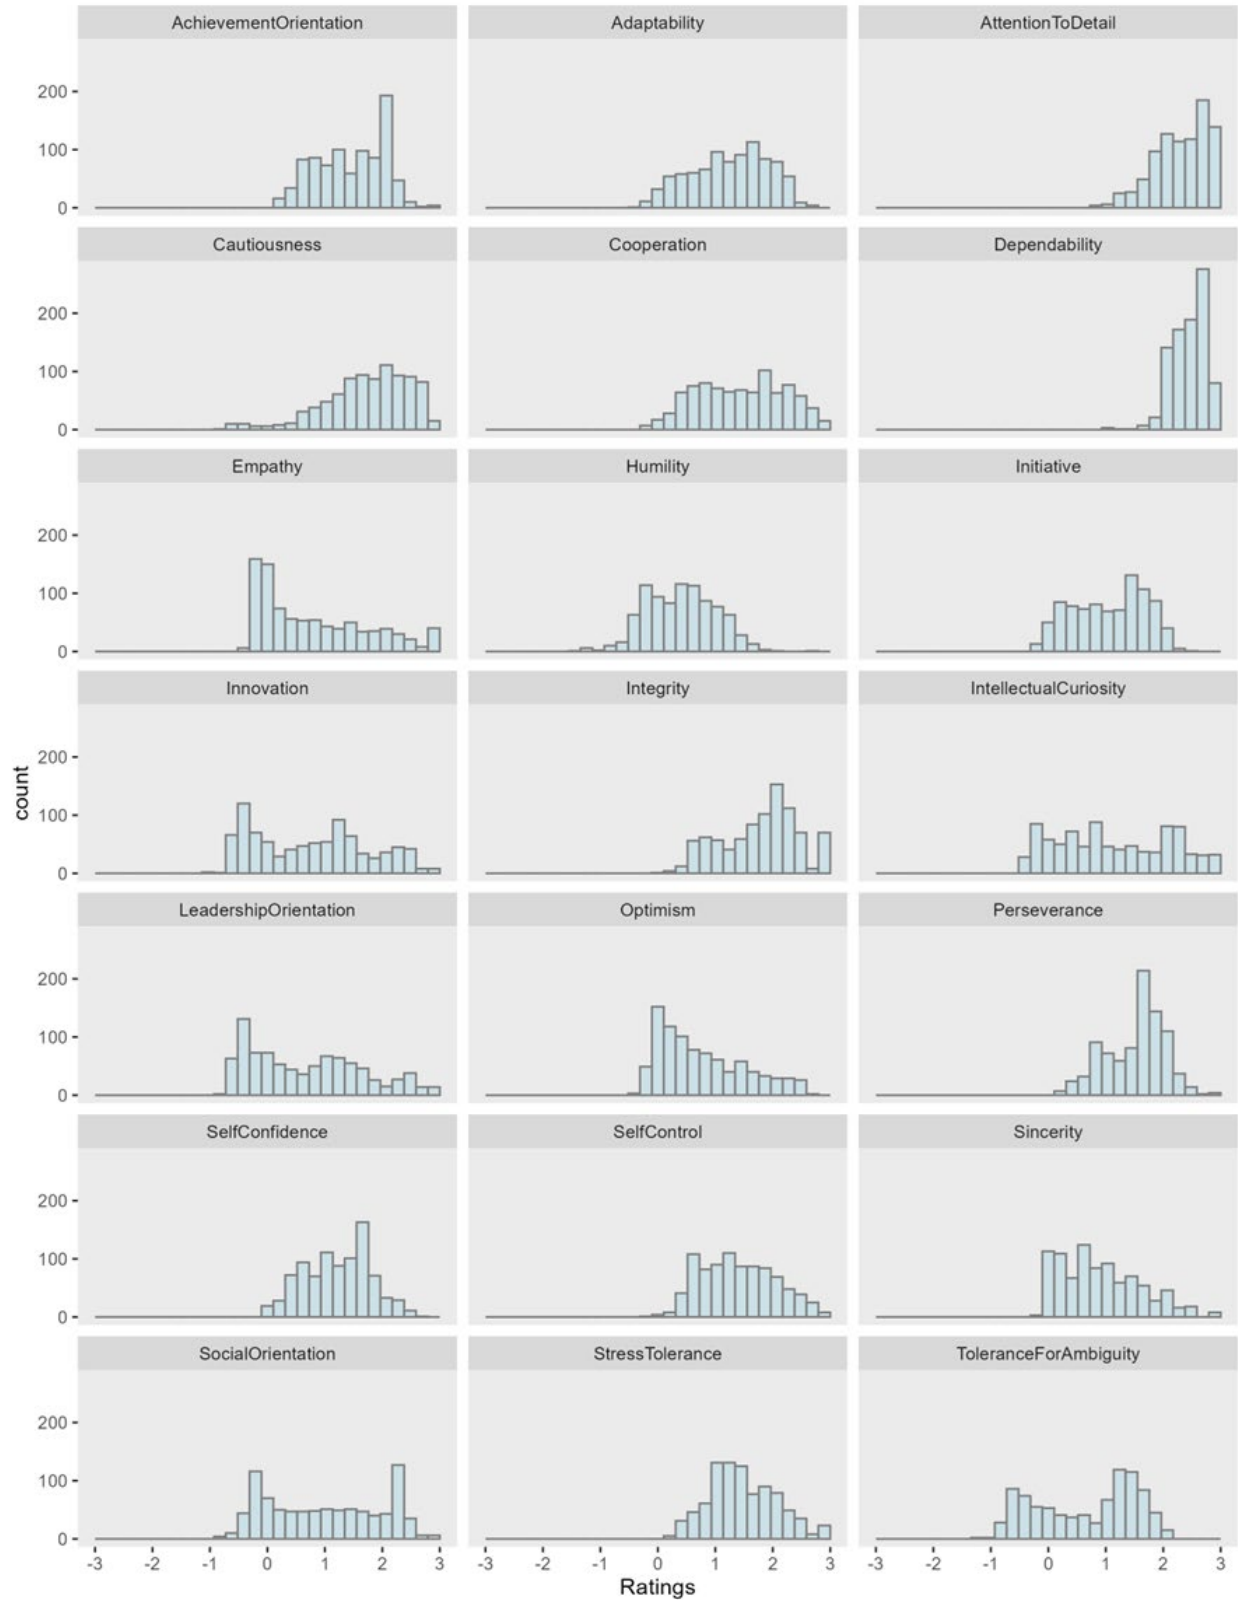 AchievementOrientation Adaptability AttentionToDetail
200
100
0
Cautiousness Cooperation Dependability
200
100
0
Empathy Humility Initiative
200
100
0
Innovation Integrity IntellectualCuriosity
200
100
0
count
LeadershipOrientation Optimism Perseverance
200
100
0
SelfConfidence SelfControl Sincerity
200
100
0
SocialOrientation StressTolerance ToleranceForAmbiguity
200
100
0
-3 -2 -1 0 1 2 3 -3 -2 -1 0 1 2 3 -3 -2 -1 0 1 2 3
Ratings